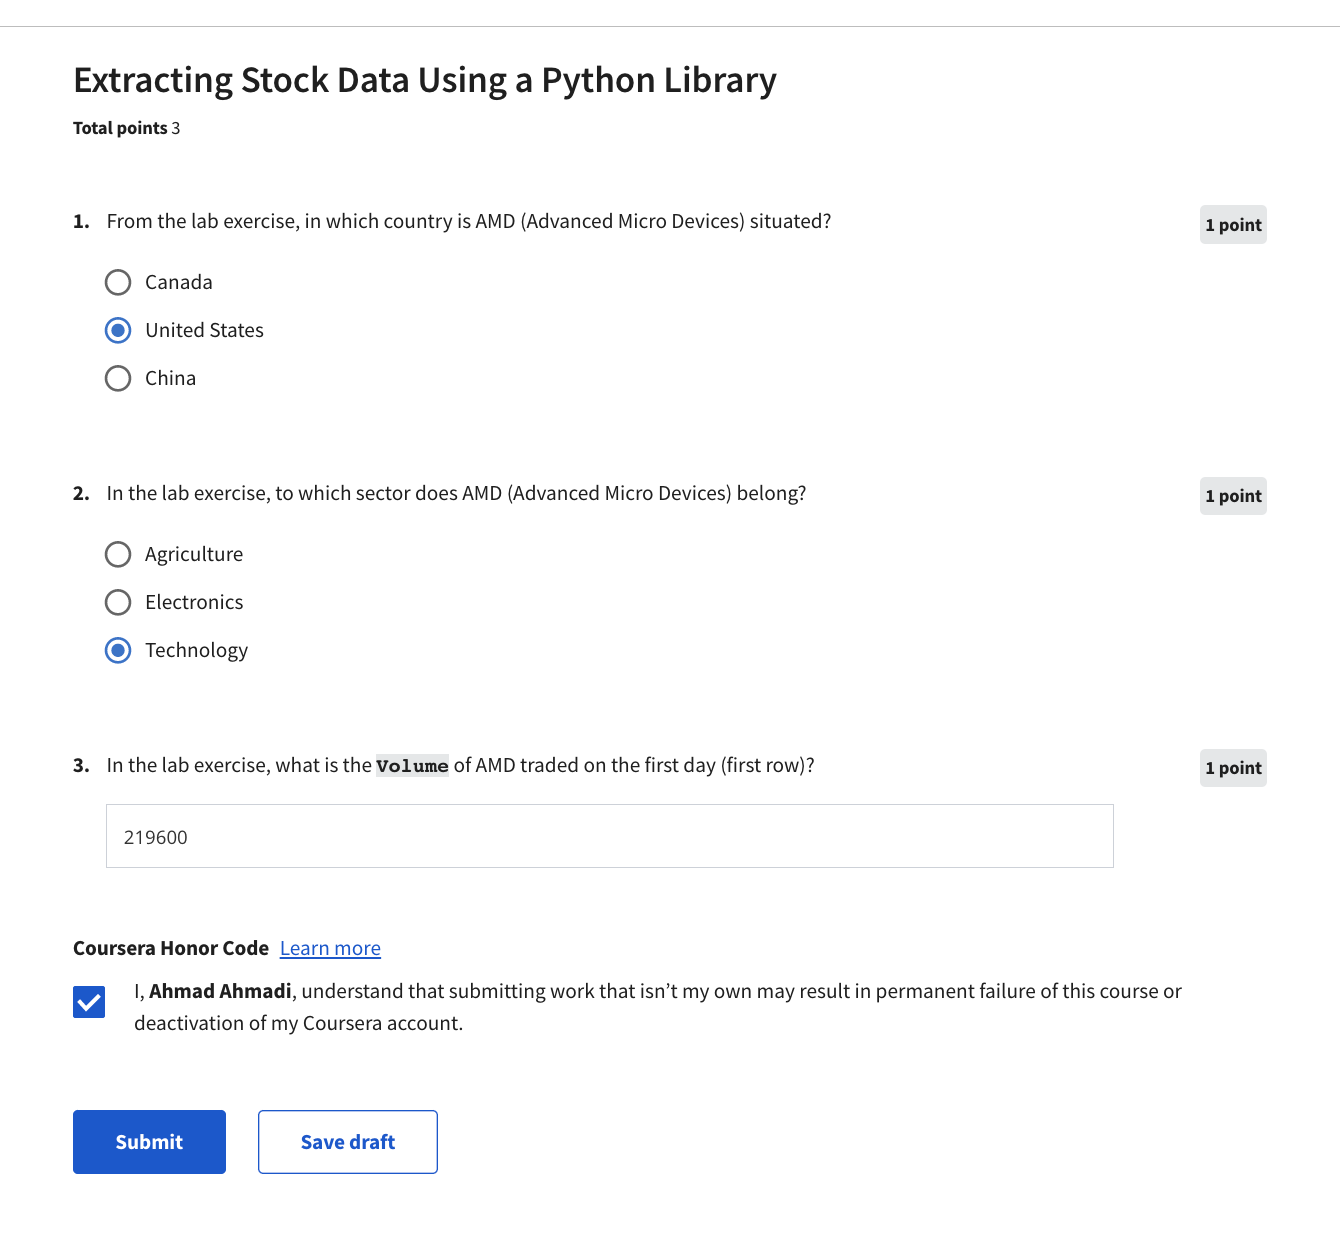 Extracting Stock Data Using a Python Library
Total points 3
1. From the lab exercise, in which country is AMD (Advanced Micro Devices) situated?
1 point
Canada
United States
China
2. In the lab exercise, to which sector does AMD (Advanced Micro Devices) belong?
1 point
Agriculture
Electronics
Technology
3. In the lab exercise, what is the Volume of AMD traded on the first day (first row)?
1 point
219600
Coursera Honor Code Learn more
I, Ahmad Ahmadi, understand that submitting work that isn’t my own may result in permanent failure of this course or
deactivation of my Coursera account.
Submit
Save draft